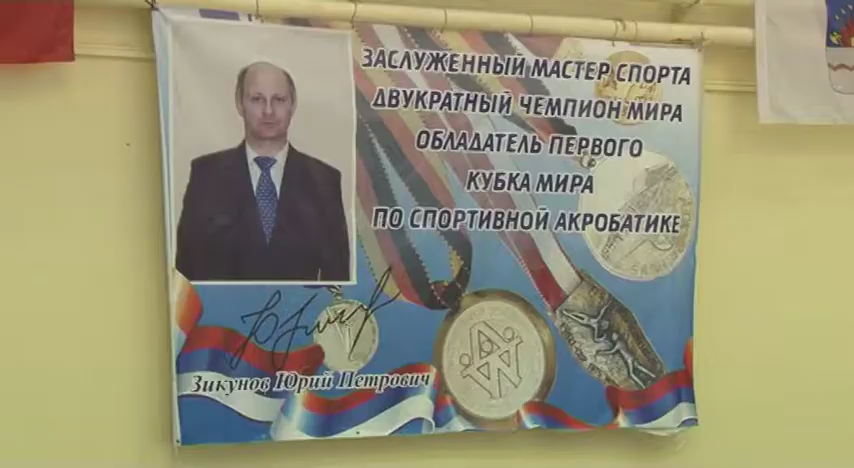 ЗАСЛУЖЕННЫЙ МАСТЕР СПОРТА
ДВУКРАТНЫЙ ЧЕМПИОН МИРА
ОБЛАДАТЕЛЬ ПЕРВОГО
КУБКА МИРА
ПО СПОРТИВНОЙ АКРОБАТИКЕ
Зикунов Юрий Петрович